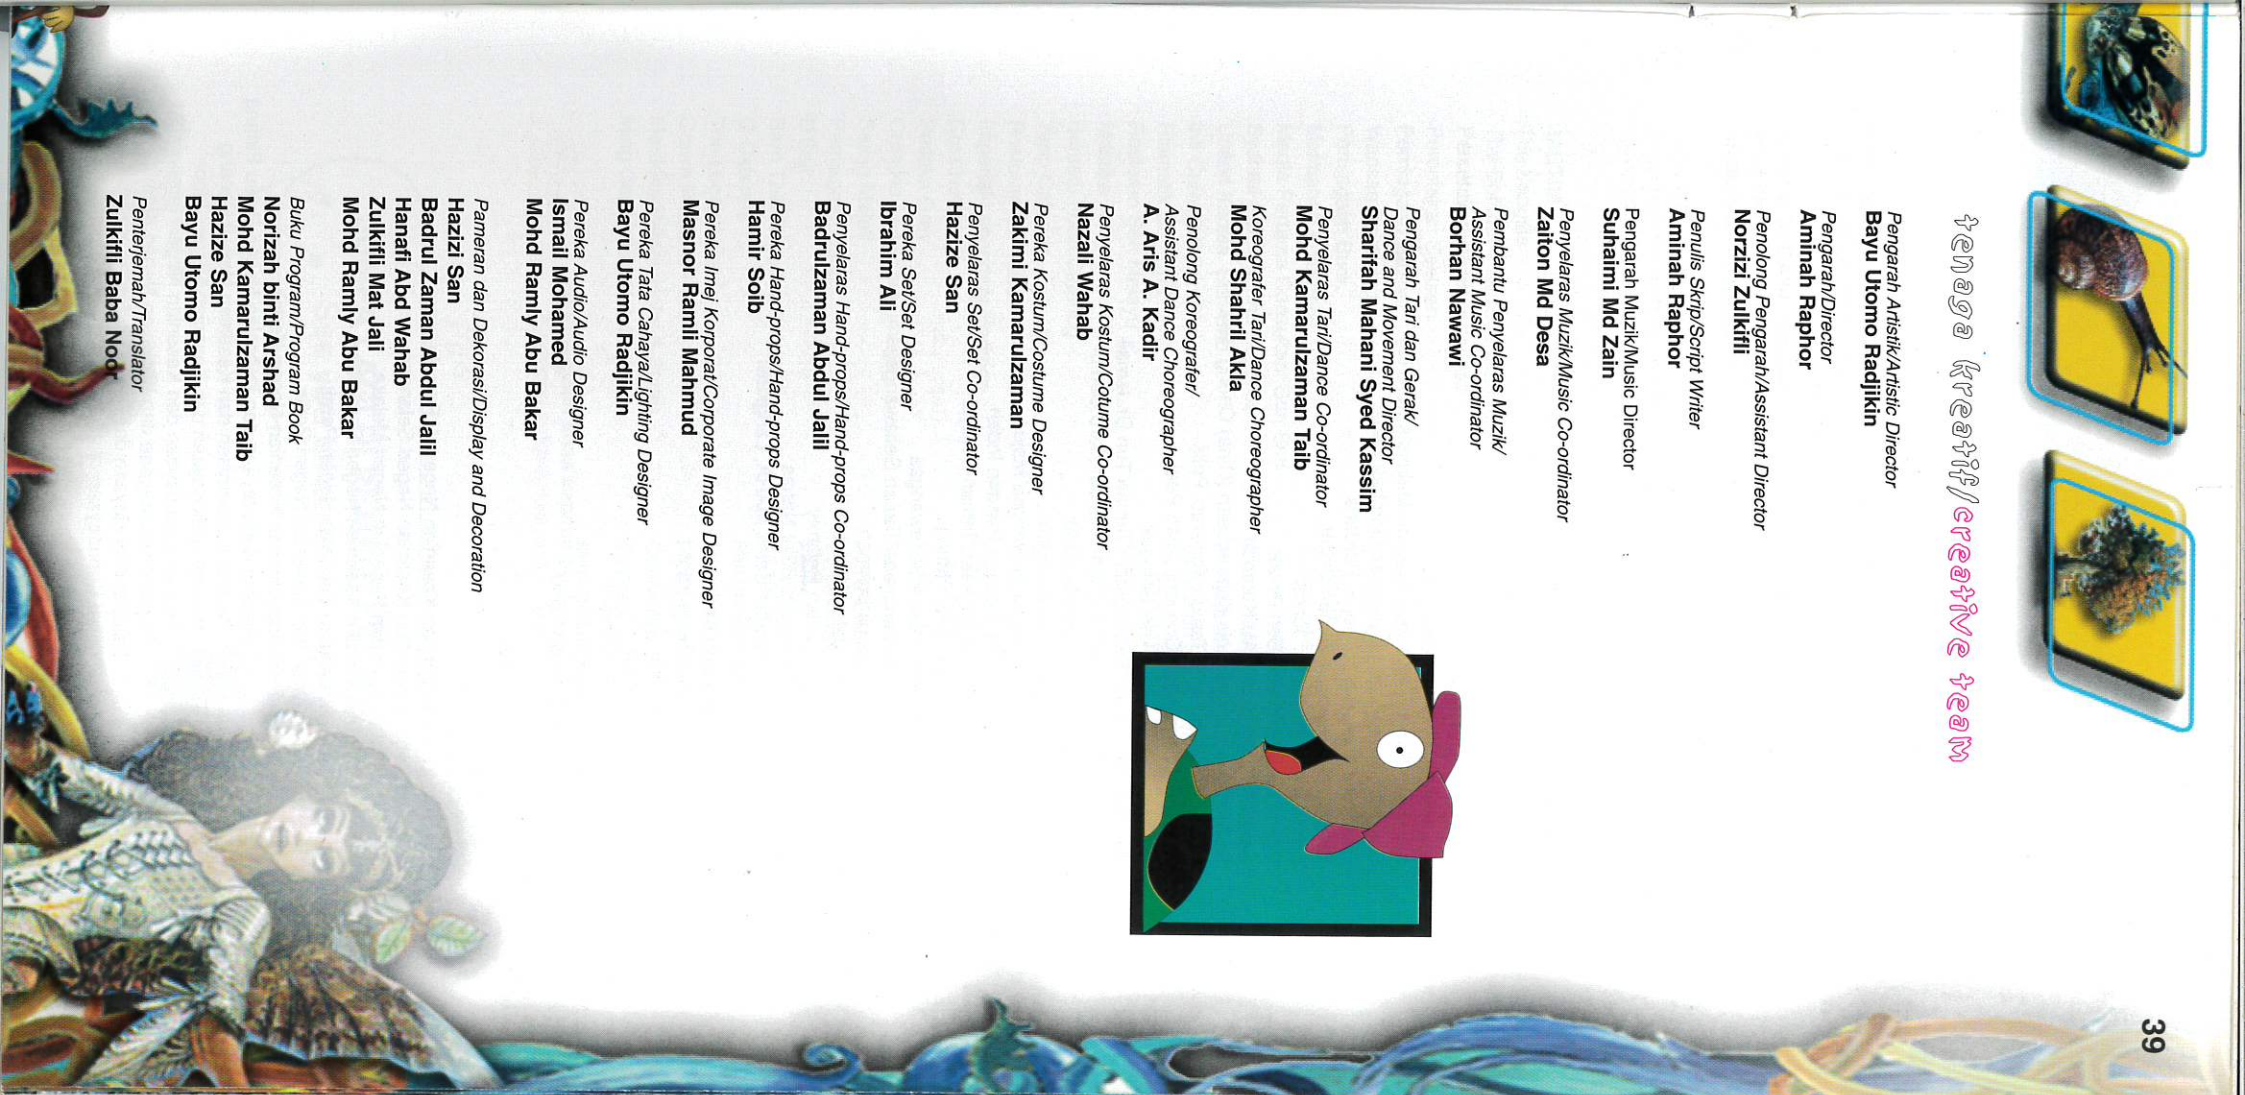 39
tenaga kreatif/creative team
Pengarah Artistik/Artistic Director
Bayu Utomo Radjikin
Pengarah/Director
Aminah Raphor
Penolong Pengarah/Assistant Director
Norzizi Zulkifli
Penulis Skrip/Script Writer
Aminah Raphor
Pengarah Muzik/Music Director
Suhaimi Md Zain
Penyelaras Muzik/Music Co-ordinator
Zaiton Md Desa
Pembantu Penyelaras Muzik/
Assistant Music Co-ordinator
Borhan Nawawi
Pengarah Tari dan Gerak/
Dance and Movement Director
Sharifah Mahani Syed Kassim
Penyelaras Tari/Dance Co-ordinator
Mohd Kamarulzaman Taib
Koreografer Tari/Dance Choreographer
Mohd Shahril Akla
Penolong Koreografer/
Assistant Dance Choreographer
A. Aris A. Kadir
Penyelaras Kostum/Cotume Co-ordinator
Nazali Wahab
Pereka Kostum/Costume Designer
Zakimi Kamarulzaman
Penyelaras Set/Set Co-ordinator
Hazize San
Pereka Set/Set Designer
Ibrahim Ali
Penyelaras Hand-props/Hand-props Co-ordinator
Badrulzaman Abdul Jalil
Pereka Hand-props/Hand-props Designer
Hamir Soib
Pereka Imej Korporat/Corporate Image Designer
Masnor Ramli Mahmud
Pereka Tata Cahaya/Lighting Designer
Bayu Utomo Radjikin
Pereka Audio/Audio Designer
Ismail Mohamed
Mohd Ramly Abu Bakar
Pameran dan Dekorasi/Display and Decoration
Hazizi San
Badrul Zaman Abdul Jalil
Hanafi Abd Wahab
Zulkifli Mat Jali
Mohd Ramly Abu Bakar
Buku Program/Program Book
Norizah binti Arshad
Mohd Kamarulzaman Taib
Hazize San
Bayu Utomo Radjikin
Penterjemah/Translator
Zulkifli Baba Noor